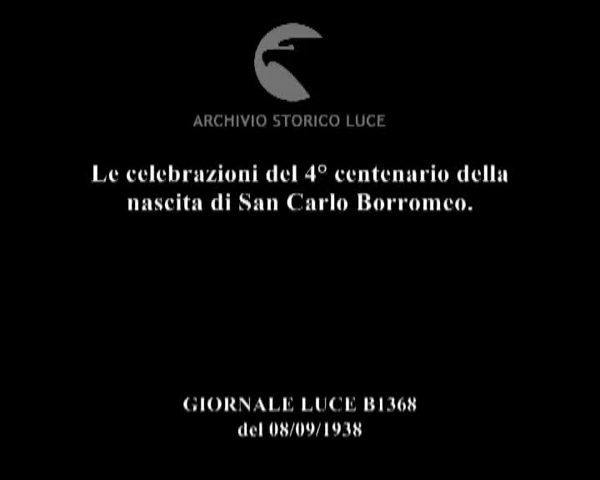 ARCHIVIO STORICO LUCE
Le celebrazioni del 4° centenario della
nascita di San Carlo Borromeo.
GIORNALE LUCE B1368
del 08/09/1938